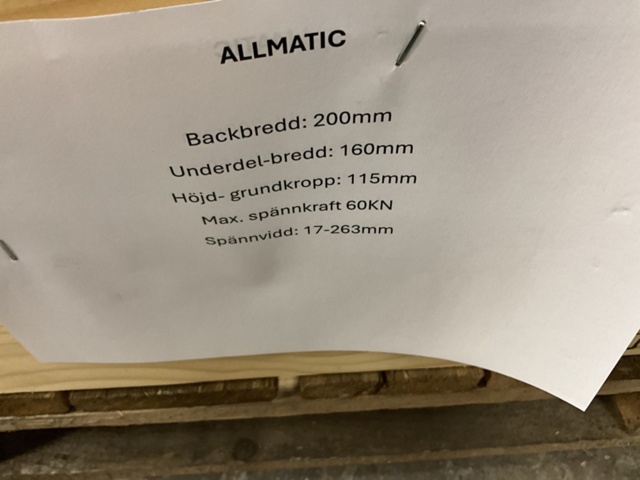 ALLMATIC
Backbredd: 200mm
Underdel-bredd: 160mm
Höjd- grundkropp: 115mm
Max. spännkraft 60KN
Spännvidd: 17-263mm